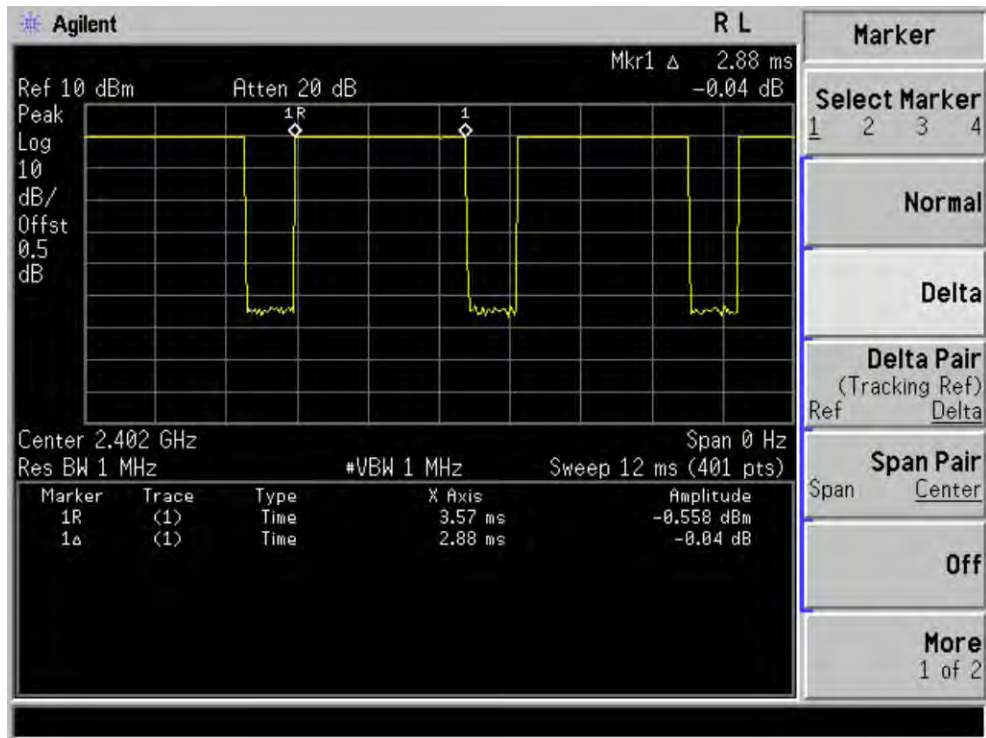 Agilent R L
Mkr1 Δ 2.88 ms
Ref 10 dBm Atten 20 dB -0.04 dB
Peak
Log
10
dB/
Offst
0.5
dB
1R
1
Center 2.402 GHz Span 0 Hz
Res BW 1 MHz #VBW 1 MHz Sweep 12 ms (401 pts)
Marker Trace Type X Axis Amplitude
1R (1) Time 3.57 ms -0.558 dBm
1Δ (1) Time 2.88 ms -0.04 dB
Marker
Select Marker
1 2 3 4
Normal
Delta
Delta Pair
(Tracking Ref)
Ref Delta
Span Pair
Span Center
Off
More
1 of 2